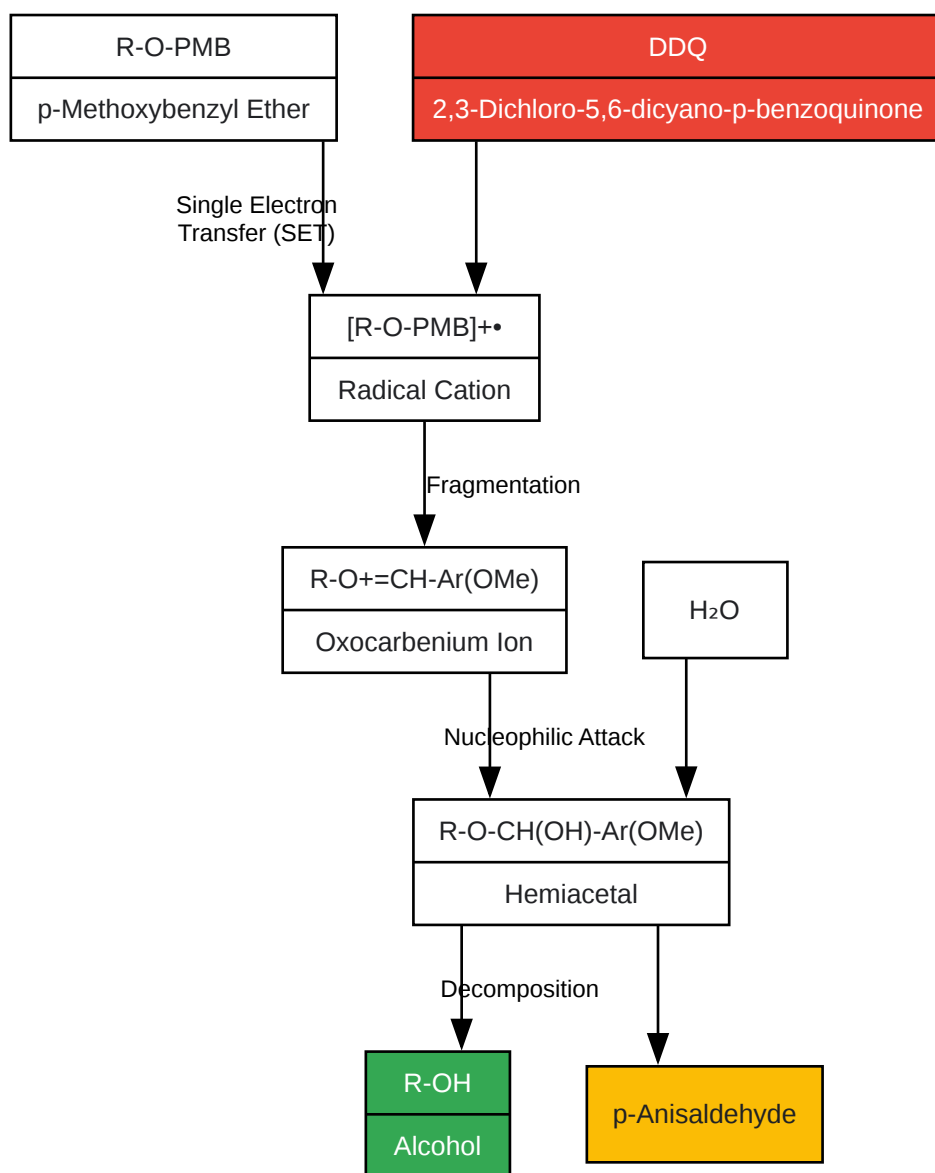 R-O-PMB
p-Methoxybenzyl Ether
DDQ
2,3-Dichloro-5,6-dicyano-p-benzoquinone
Single Electron
Transfer (SET)
[R-O-PMB]+•
Radical Cation
Fragmentation
R-O+=CH-Ar(OMe)
Oxocarbenium Ion
H₂O
Nucleophilic Attack
R-O-CH(OH)-Ar(OMe)
Hemiacetal
Decomposition
R-OH
Alcohol
p-Anisaldehyde